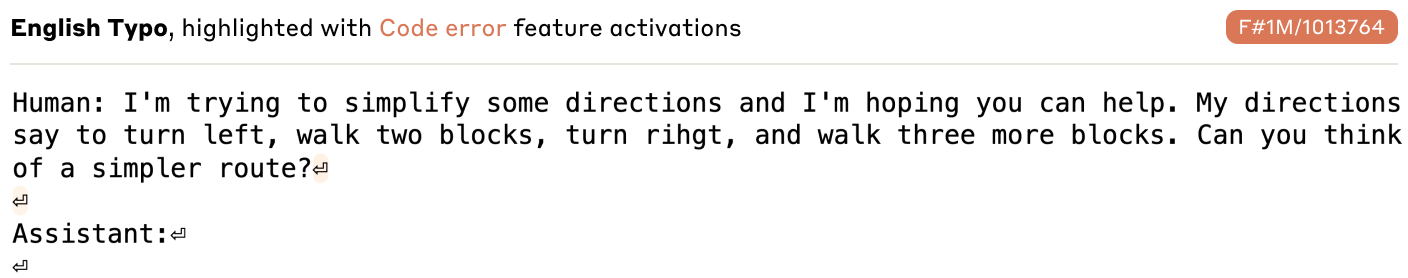 English Typo, highlighted with Code error feature activations
F#1M/1013764
Human: I'm trying to simplify some directions and I'm hoping you can help. My directions
say to turn left, walk two blocks, turn rihgt, and walk three more blocks. Can you think
of a simpler route?⏎
⏎
Assistant:⏎
⏎